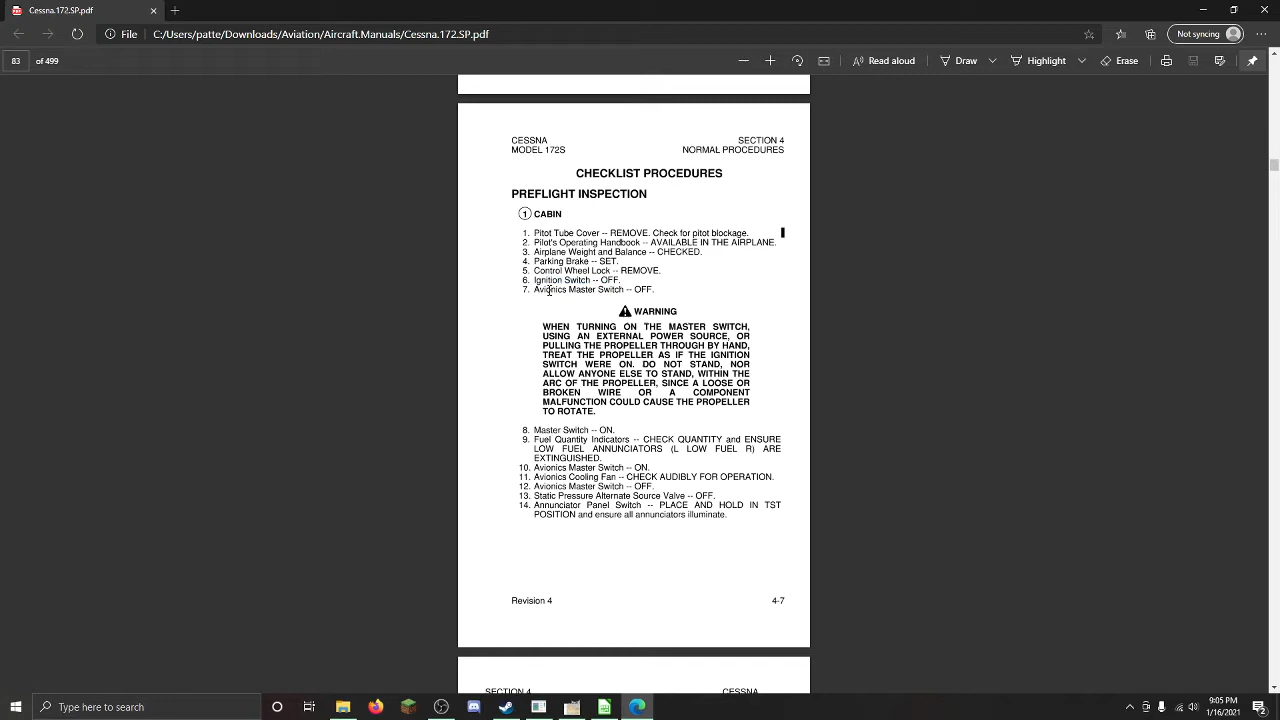 Cessna.172.SP.pdf
File
C:/Users/patte/Aviation/Aircraft.Manuals/Cessna.172.SP.pdf
Not syncing
83 of 499
Read aloud
Draw
Highlight
Erase
CESSNA SECTION 4
MODEL 172S NORMAL PROCEDURES
CHECKLIST PROCEDURES
PREFLIGHT INSPECTION
1 CABIN
1. Pitot Tube Cover -- REMOVE. Check for pitot blockage.
2. Pilot's Operating Handbook -- AVAILABLE IN THE AIRPLANE.
3. Airplane Weight and Balance -- CHECKED.
4. Parking Brake -- SET.
5. Control Wheel Lock -- REMOVE.
6. Ignition Switch -- OFF.
7. Avionics Master Switch -- OFF.
WARNING
WHEN TURNING ON THE MASTER SWITCH,
USING AN EXTERNAL POWER SOURCE, OR
PULLING THE PROPELLER THROUGH BY HAND,
TREAT THE PROPELLER AS IF THE IGNITION
SWITCH WERE ON. DO NOT STAND, NOR
ALLOW ANYONE ELSE TO STAND, WITHIN THE
ARC OF THE PROPELLER, SINCE A LOOSE OR
BROKEN WIRE OR A COMPONENT
MALFUNCTION COULD CAUSE THE PROPELLER
TO ROTATE.
8. Master Switch -- ON.
9. Fuel Quantity Indicators -- CHECK QUANTITY and ENSURE
LOW FUEL ANNUNCIATORS (L LOW FUEL R) ARE
EXTINGUISHED.
10. Avionics Master Switch -- ON.
11. Avionics Cooling Fan -- CHECK AUDIBLY FOR OPERATION.
12. Avionics Master Switch -- OFF.
13. Static Pressure Alternate Source Valve -- OFF.
14. Annunciator Panel Switch -- PLACE AND HOLD IN TST
POSITION and ensure all annunciators illuminate.
Revision 4 4-7
SECTION 4 CESSNA
Type here to search
9:05 PM
1/16/2021